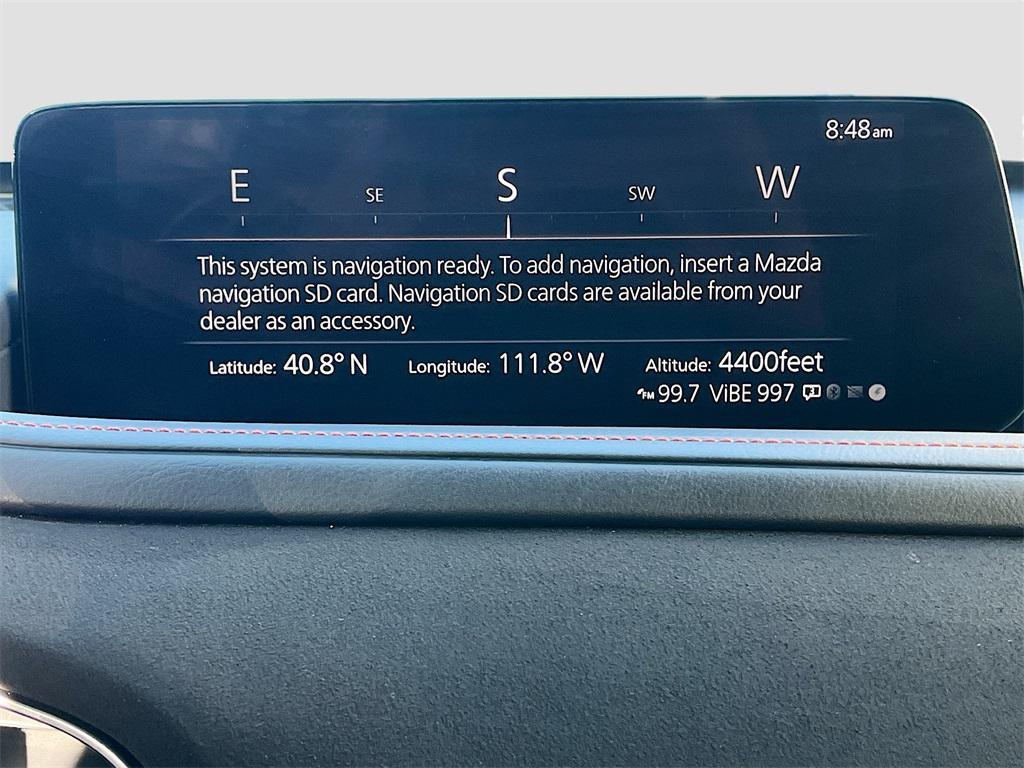 8:48am
E SE S SW W
This system is navigation ready. To add navigation, insert a Mazda
navigation SD card. Navigation SD cards are available from your
dealer as an accessory.
Latitude: 40.8° N Longitude: 111.8° W Altitude: 4400feet
FM 99.7 ViBE 997